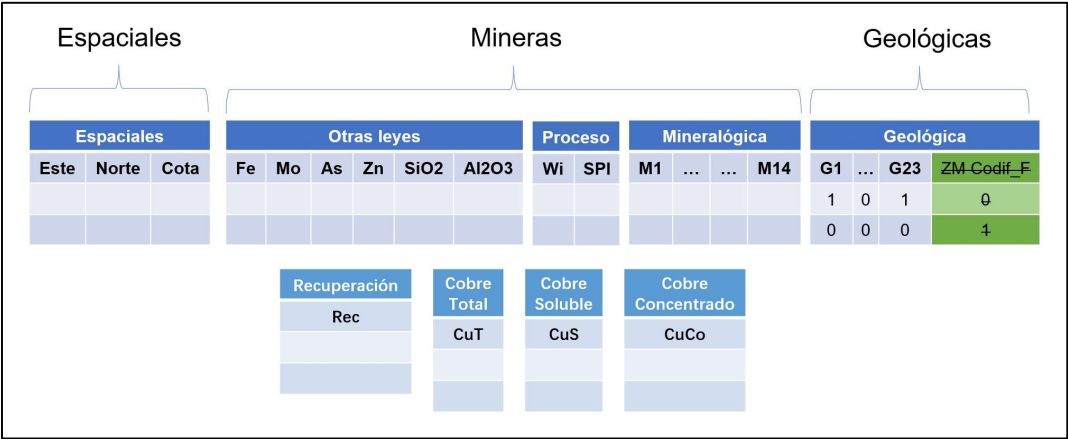 Espaciales Mineras Geológicas
Espaciales Otras leyes Proceso Mineralógica Geológica
Este Norte Cota Fe Mo As Zn SiO2 Al2O3 Wi SPI M1 ... ... M14 G1 ... G23 ZM Codif_F
1 0 1 0
0 0 0 1
Recuperación Cobre Total Cobre Soluble Cobre Concentrado
Rec CuT CuS CuCo